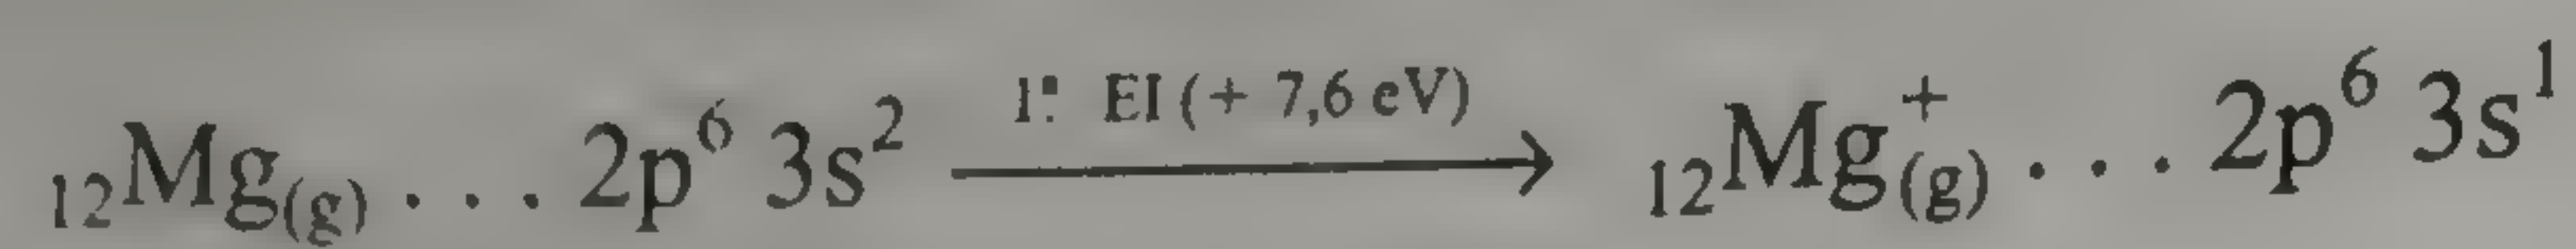 ₁₂Mg₍g₎ . . . 2p⁶ 3s² 1ª EI (+ 7,6 eV) → ₁₂Mg⁺₍g₎ . . . 2p⁶ 3s¹